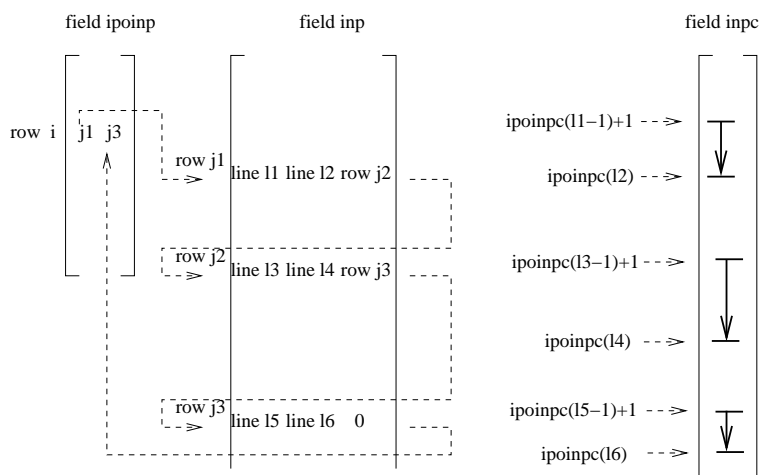 field ipoinp
field inp
field inpc
row i
j1 j3
row j1
line l1 line l2 row j2
row j2
line l3 line l4 row j3
row j3
line l5 line l6 0
ipoinpc(l1−1)+1
ipoinpc(l2)
ipoinpc(l3−1)+1
ipoinpc(l4)
ipoinpc(l5−1)+1
ipoinpc(l6)